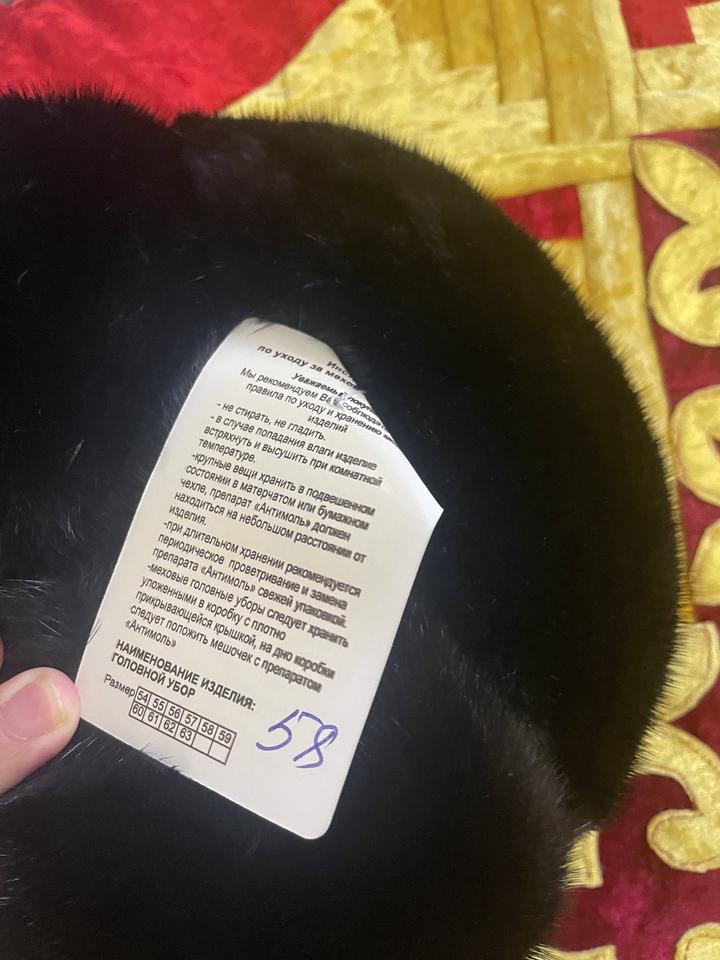 по уходу за
Уважаемы
Мы рекомендуем соблюдат
правила по уходу и хранению
изделий
- не стирать, не гладить.
- в случае попадания влаги изделие
встряхнуть и высушить при комнатной
температуре.
-крупные вещи хранить в подвешенном
состоянии в матерчатом или бумажном
чехле, препарат «Антимоль» должен
находиться на небольшом расстоянии от
изделия.
-при длительном хранении рекомендуется
периодическое проветривание и замена
препарата «Антимоль» свежей упаковкой.
-меховые головные уборы следует хранить
уложенными в коробку с плотно
прикрывающейся крышкой, на дно коробки
следует положить мешочек с препаратом
«Антимоль»
НАИМЕНОВАНИЕ ИЗДЕЛИЯ:
ГОЛОВНОЙ УБОР
Размер 54 55 56 57 58 59
60 61 62 63
58